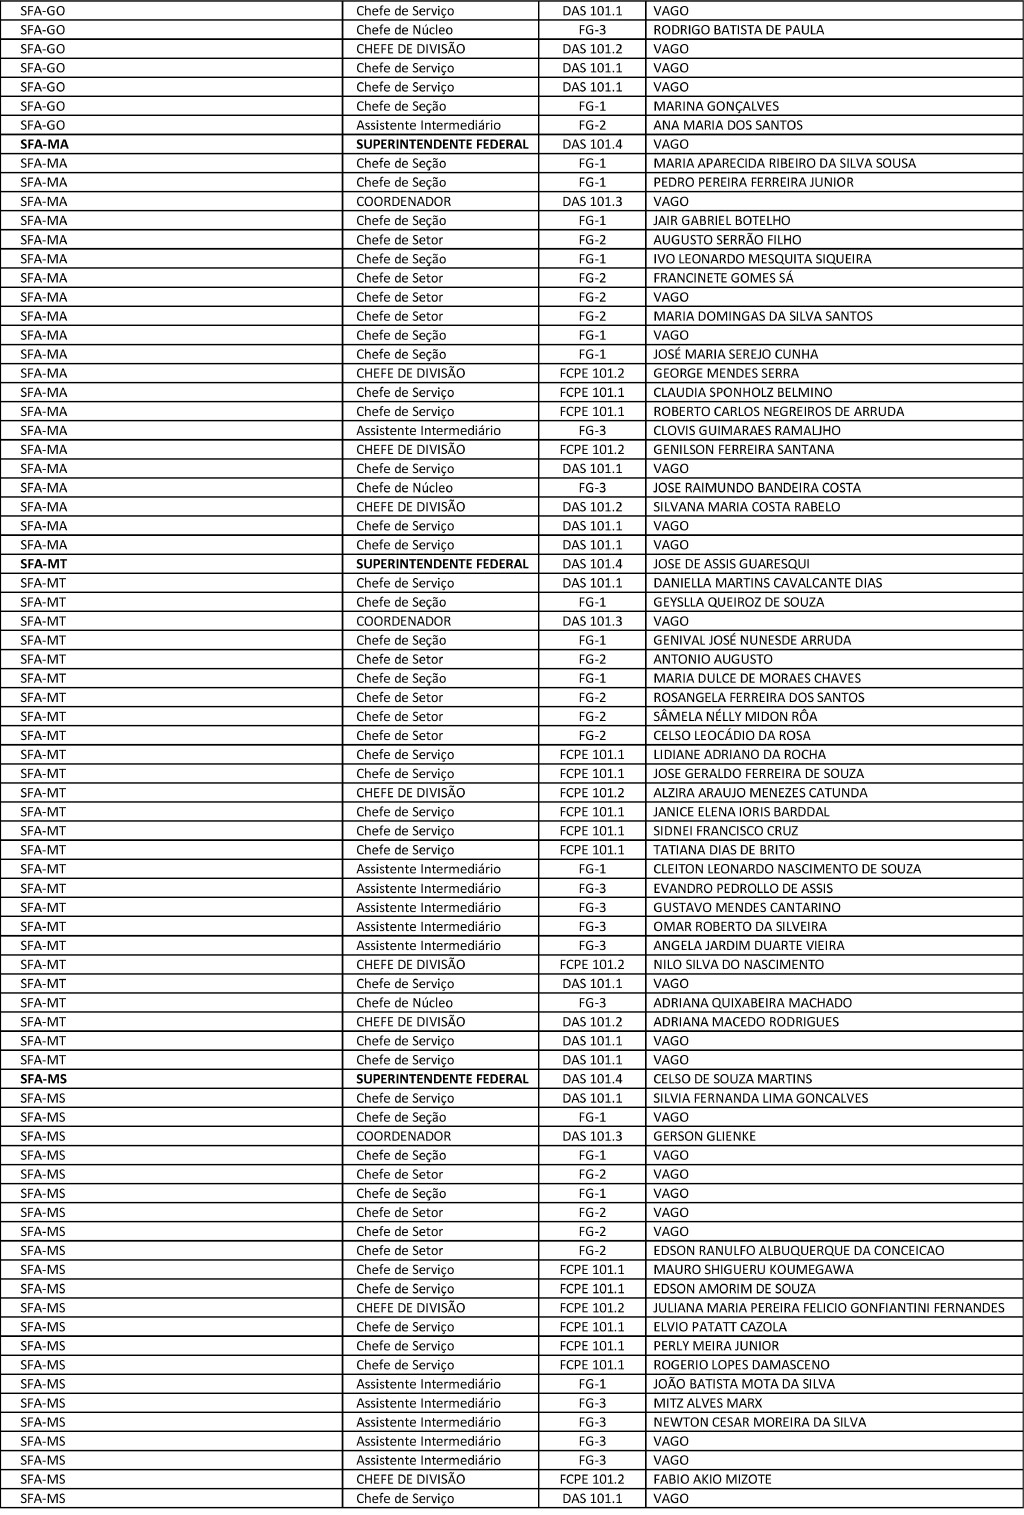 SFA-GO Chefe de Serviço DAS 101.1 VAGO
SFA-GO Chefe de Núcleo FG-3 RODRIGO BATISTA DE PAULA
SFA-GO CHEFE DE DIVISÃO DAS 101.2 VAGO
SFA-GO Chefe de Serviço DAS 101.1 VAGO
SFA-GO Chefe de Serviço DAS 101.1 VAGO
SFA-GO Chefe de Seção FG-1 MARINA GONÇALVES
SFA-GO Assistente Intermediário FG-2 ANA MARIA DOS SANTOS
SFA-MA SUPERINTENDENTE FEDERAL DAS 101.4 VAGO
SFA-MA Chefe de Seção FG-1 MARIA APARECIDA RIBEIRO DA SILVA SOUSA
SFA-MA Chefe de Seção FG-1 PEDRO PEREIRA FERREIRA JUNIOR
SFA-MA COORDENADOR DAS 101.3 VAGO
SFA-MA Chefe de Seção FG-1 JAIR GABRIEL BOTELHO
SFA-MA Chefe de Setor FG-2 AUGUSTO SERRÃO FILHO
SFA-MA Chefe de Seção FG-1 IVO LEONARDO MESQUITA SIQUEIRA
SFA-MA Chefe de Setor FG-2 FRANCINETE GOMES SÁ
SFA-MA Chefe de Setor FG-2 VAGO
SFA-MA Chefe de Setor FG-2 MARIA DOMINGAS DA SILVA SANTOS
SFA-MA Chefe de Seção FG-1 VAGO
SFA-MA Chefe de Seção FG-1 JOSÉ MARIA SEREJO CUNHA
SFA-MA CHEFE DE DIVISÃO FCPE 101.2 GEORGE MENDES SERRA
SFA-MA Chefe de Serviço FCPE 101.1 CLAUDIA SPONHOLZ BELMINO
SFA-MA Chefe de Serviço FCPE 101.1 ROBERTO CARLOS NEGREIROS DE ARRUDA
SFA-MA Assistente Intermediário FG-3 CLOVIS GUIMARAES RAMALJHO
SFA-MA CHEFE DE DIVISÃO FCPE 101.2 GENILSON FERREIRA SANTANA
SFA-MA Chefe de Serviço DAS 101.1 VAGO
SFA-MA Chefe de Núcleo FG-3 JOSE RAIMUNDO BANDEIRA COSTA
SFA-MA CHEFE DE DIVISÃO DAS 101.2 SILVANA MARIA COSTA RABELO
SFA-MA Chefe de Serviço DAS 101.1 VAGO
SFA-MA Chefe de Serviço DAS 101.1 VAGO
SFA-MT SUPERINTENDENTE FEDERAL DAS 101.4 JOSE DE ASSIS GUARESQUI
SFA-MT Chefe de Serviço DAS 101.1 DANIELLA MARTINS CAVALCANTE DIAS
SFA-MT Chefe de Seção FG-1 GEYSLLA QUEIROZ DE SOUZA
SFA-MT COORDENADOR DAS 101.3 VAGO
SFA-MT Chefe de Seção FG-1 GENIVAL JOSÉ NUNESDE ARRUDA
SFA-MT Chefe de Setor FG-2 ANTONIO AUGUSTO
SFA-MT Chefe de Seção FG-1 MARIA DULCE DE MORAES CHAVES
SFA-MT Chefe de Setor FG-2 ROSANGELA FERREIRA DOS SANTOS
SFA-MT Chefe de Setor FG-2 SÂMELA NÉLLY MIDON RÔA
SFA-MT Chefe de Setor FG-2 CELSO LEOCÁDIO DA ROSA
SFA-MT Chefe de Serviço FCPE 101.1 LIDIANE ADRIANO DA ROCHA
SFA-MT Chefe de Serviço FCPE 101.1 JOSE GERALDO FERREIRA DE SOUZA
SFA-MT CHEFE DE DIVISÃO FCPE 101.2 ALZIRA ARAUJO MENEZES CATUNDA
SFA-MT Chefe de Serviço FCPE 101.1 JANICE ELENA IORIS BARDDAL
SFA-MT Chefe de Serviço FCPE 101.1 SIDNEI FRANCISCO CRUZ
SFA-MT Chefe de Serviço FCPE 101.1 TATIANA DIAS DE BRITO
SFA-MT Assistente Intermediário FG-1 CLEITON LEONARDO NASCIMENTO DE SOUZA
SFA-MT Assistente Intermediário FG-3 EVANDRO PEDROLLO DE ASSIS
SFA-MT Assistente Intermediário FG-3 GUSTAVO MENDES CANTARINO
SFA-MT Assistente Intermediário FG-3 OMAR ROBERTO DA SILVEIRA
SFA-MT Assistente Intermediário FG-3 ANGELA JARDIM DUARTE VIEIRA
SFA-MT CHEFE DE DIVISÃO FCPE 101.2 NILO SILVA DO NASCIMENTO
SFA-MT Chefe de Serviço DAS 101.1 VAGO
SFA-MT Chefe de Núcleo FG-3 ADRIANA QUIXABEIRA MACHADO
SFA-MT CHEFE DE DIVISÃO DAS 101.2 ADRIANA MACEDO RODRIGUES
SFA-MT Chefe de Serviço DAS 101.1 VAGO
SFA-MT Chefe de Serviço DAS 101.1 VAGO
SFA-MS SUPERINTENDENTE FEDERAL DAS 101.4 CELSO DE SOUZA MARTINS
SFA-MS Chefe de Serviço DAS 101.1 SILVIA FERNANDA LIMA GONCALVES
SFA-MS Chefe de Seção FG-1 VAGO
SFA-MS COORDENADOR DAS 101.3 GERSON GLIENKE
SFA-MS Chefe de Seção FG-1 VAGO
SFA-MS Chefe de Setor FG-2 VAGO
SFA-MS Chefe de Seção FG-1 VAGO
SFA-MS Chefe de Setor FG-2 VAGO
SFA-MS Chefe de Setor FG-2 VAGO
SFA-MS Chefe de Setor FG-2 EDSON RANULFO ALBUQUERQUE DA CONCEICAO
SFA-MS Chefe de Serviço FCPE 101.1 MAURO SHIGUERU KOUMEGAWA
SFA-MS Chefe de Serviço FCPE 101.1 EDSON AMORIM DE SOUZA
SFA-MS CHEFE DE DIVISÃO FCPE 101.2 JULIANA MARIA PEREIRA FELICIO GONFIANTINI FERNANDES
SFA-MS Chefe de Serviço FCPE 101.1 ELVIO PATATT CAZOLA
SFA-MS Chefe de Serviço FCPE 101.1 PERLY MEIRA JUNIOR
SFA-MS Chefe de Serviço FCPE 101.1 ROGERIO LOPES DAMASCENO
SFA-MS Assistente Intermediário FG-1 JOÃO BATISTA MOTA DA SILVA
SFA-MS Assistente Intermediário FG-3 MITZ ALVES MARX
SFA-MS Assistente Intermediário FG-3 NEWTON CESAR MOREIRA DA SILVA
SFA-MS Assistente Intermediário FG-3 VAGO
SFA-MS Assistente Intermediário FG-3 VAGO
SFA-MS CHEFE DE DIVISÃO FCPE 101.2 FABIO AKIO MIZOTE
SFA-MS Chefe de Serviço DAS 101.1 VAGO